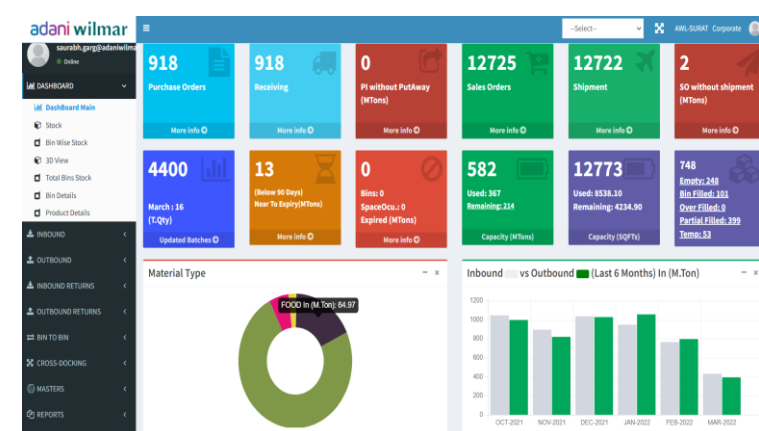 adani wilmar
--Select--
AWL-SURAT Corporate
saurabh.garg@adaniwilma
Online
DASHBOARD
DashBoard Main
Stock
Bin Wise Stock
3D View
Total Bins Stock
Bin Details
Product Details
INBOUND
OUTBOUND
INBOUND RETURNS
OUTBOUND RETURNS
BIN TO BIN
CROSS-DOCKING
MASTERS
REPORTS
918
Purchase Orders
More info
918
Receiving
More info
0
PI without PutAway
(MTons)
More info
12725
Sales Orders
More info
12722
Shipment
More info
2
SO without shipment
(MTons)
More info
4400
March : 16
(T.Qty)
Updated Batches
13
(Below 90 Days)
Near To Expiry(MTons)
More info
0
Bins: 0
SpaceOcu.: 0
Expired (MTons)
More info
582
Used: 367
Remaining: 214
Capacity (MTons)
12773
Used: 8538.10
Remaining: 4234.90
Capacity (SQFTs)
748
Empty: 248
Bin Filled: 101
Over Filled: 0
Partial Filled: 399
Temp: 53
Material Type
FOOD In (M.Ton): 64.97
Inbound vs Outbound (Last 6 Months) In (M.Ton)
1200
1000
800
600
400
200
0
OCT-2021 NOV-2021 DEC-2021 JAN-2022 FEB-2022 MAR-2022